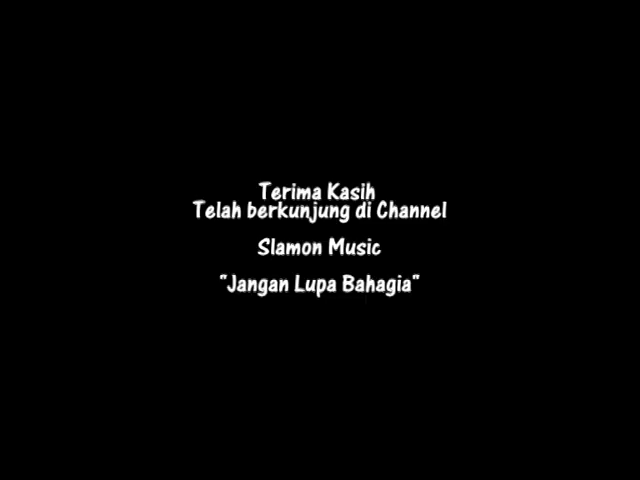 Terima Kasih
Telah berkunjung di Channel
Slamon Music
"Jangan Lupa Bahagia"